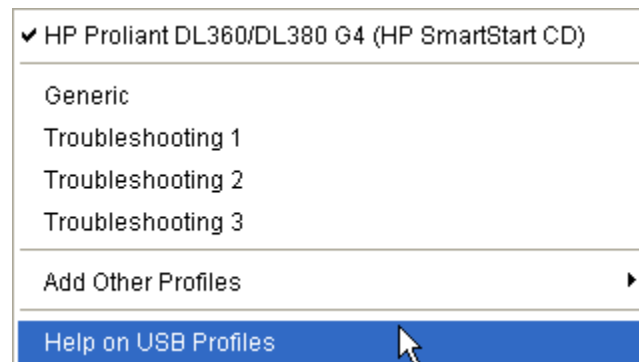 HP Proliant DL360/DL380 G4 (HP SmartStart CD)
Generic
Troubleshooting 1
Troubleshooting 2
Troubleshooting 3
Add Other Profiles
Help on USB Profiles